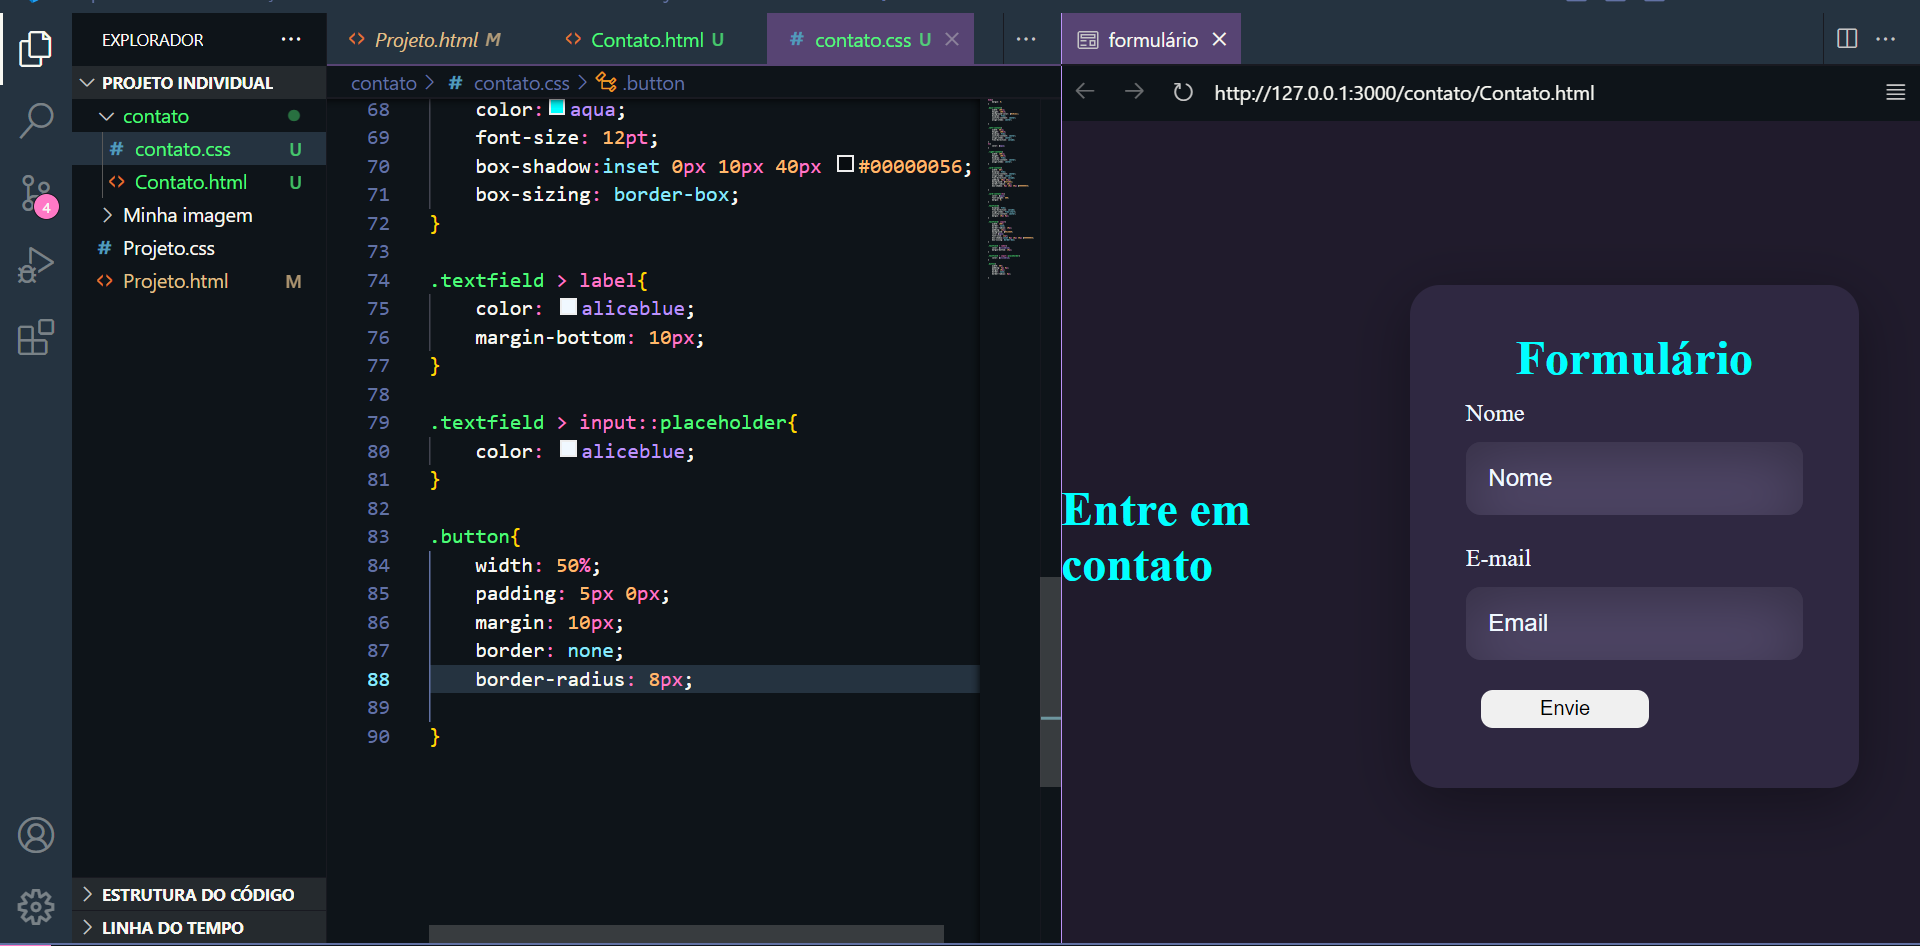 EXPLORADOR
PROJETO INDIVIDUAL
contato
# contato.css U
<> Contato.html U
Minha imagem
# Projeto.css
<> Projeto.html M
ESTRUTURA DO CÓDIGO
LINHA DO TEMPO
4
<> Projeto.html M
<> Contato.html U
# contato.css U
contato > # contato.css > .button
68 color: aqua;
69 font-size: 12pt;
70 box-shadow:inset 0px 10px 40px #00000056;
71 box-sizing: border-box;
72 }
73
74 .textfield > label{
75 color: aliceblue;
76 margin-bottom: 10px;
77 }
78
79 .textfield > input::placeholder{
80 color: aliceblue;
81 }
82
83 .button{
84 width: 50%;
85 padding: 5px 0px;
86 margin: 10px;
87 border: none;
88 border-radius: 8px;
89
90 }
formulário
http://127.0.0.1:3000/contato/Contato.html
Entre em
contato
Formulário
Nome
Nome
E-mail
Email
Envie